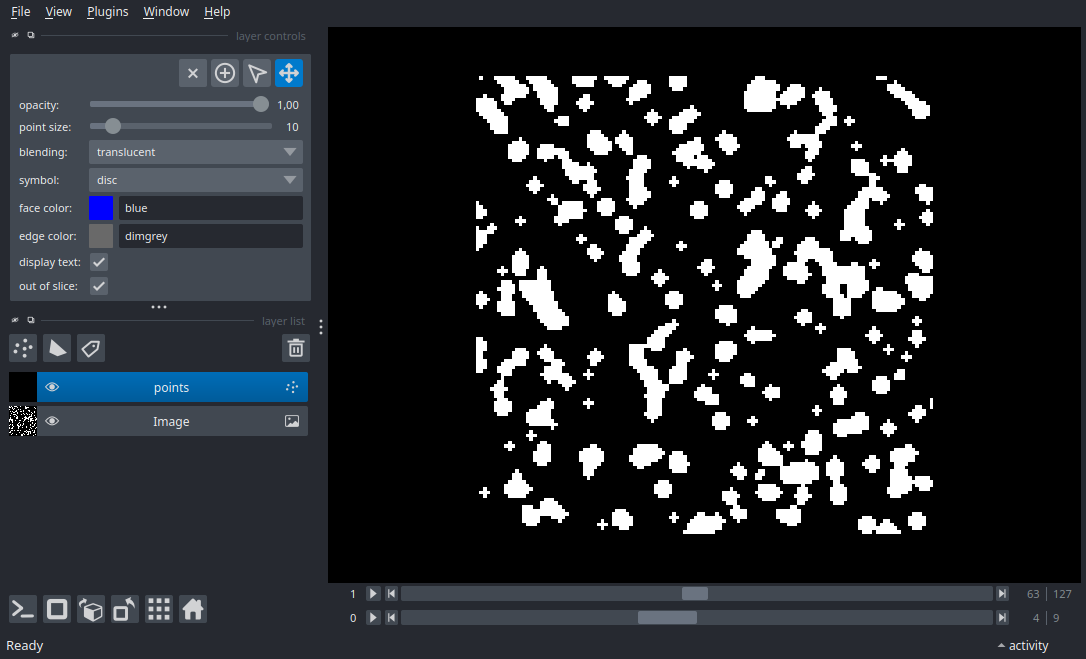 File View Plugins Window Help
layer controls
opacity: 1,00
point size: 10
blending: translucent
symbol: disc
face color: blue
edge color: dimgrey
display text:
out of slice:
layer list
points
Image
1 63 | 127
0 4 | 9
Ready activity